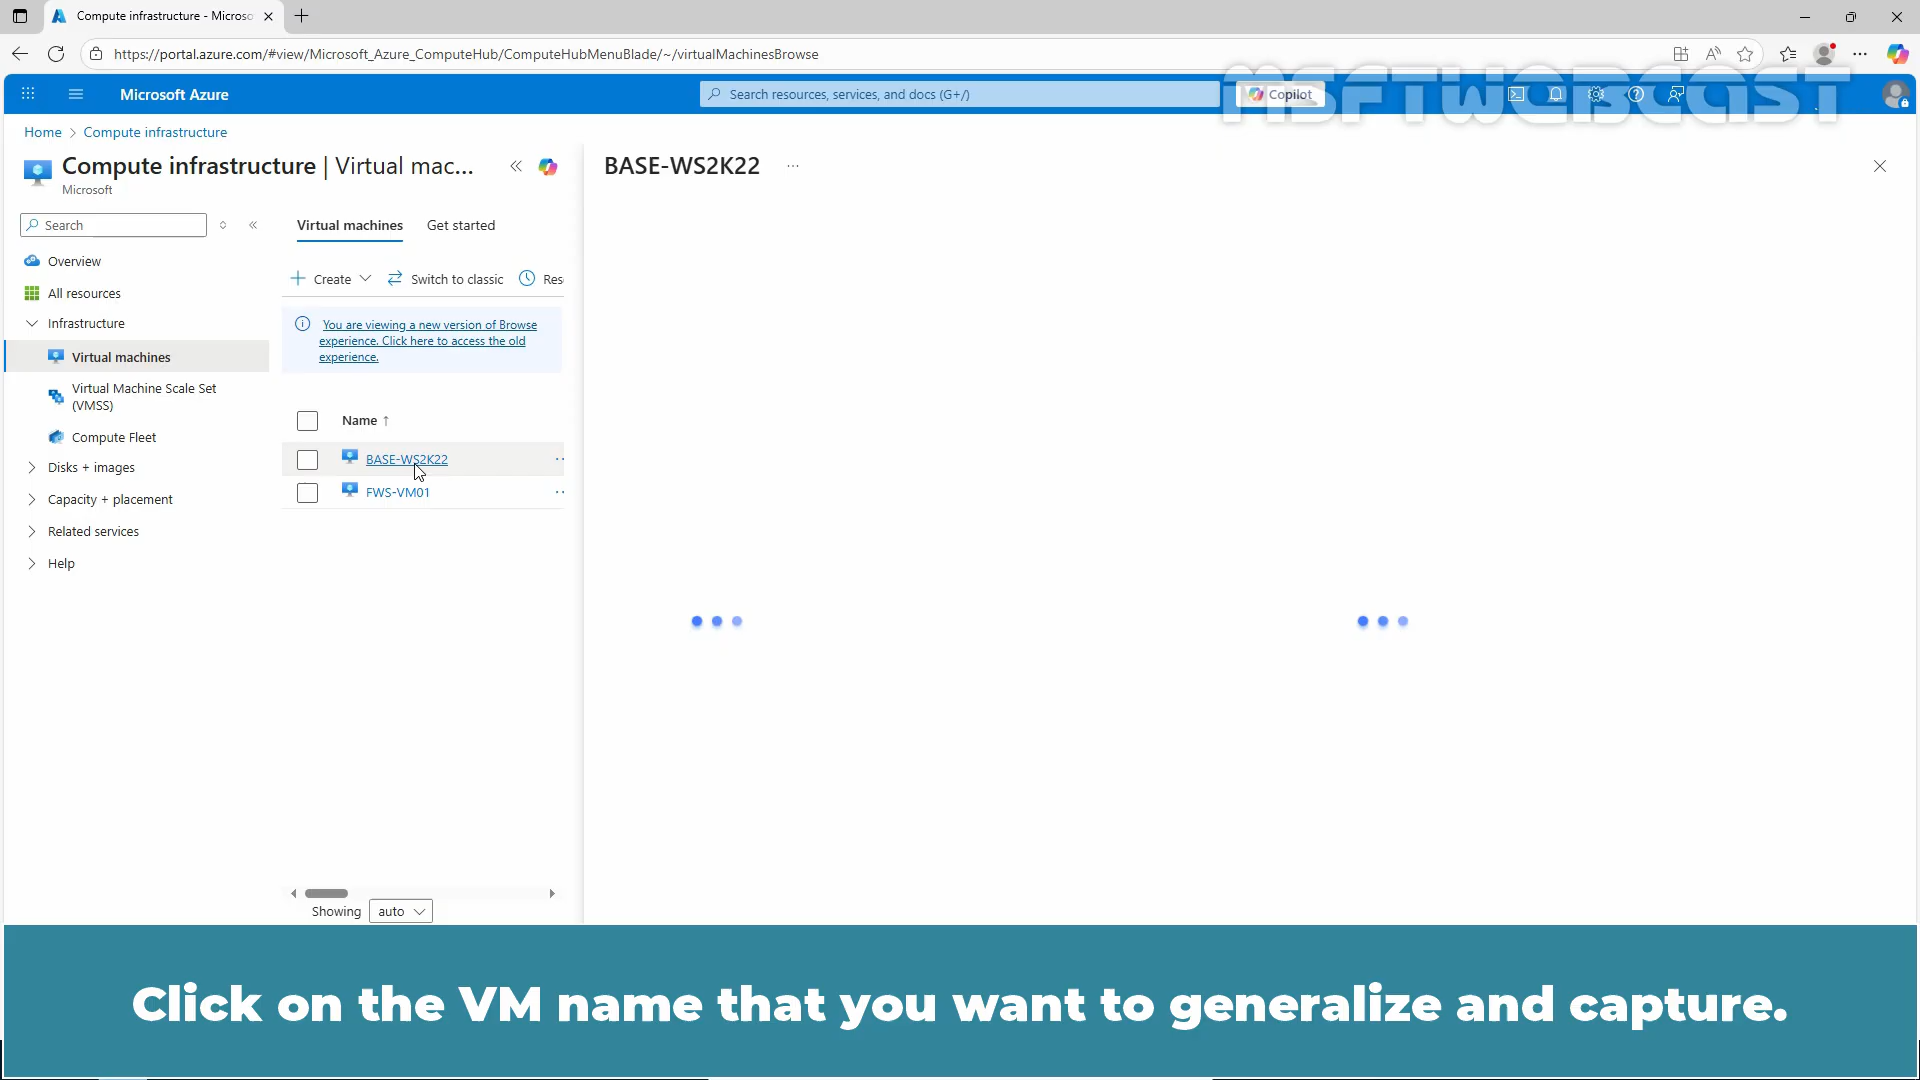 Compute infrastructure - Microso
https://portal.azure.com/#view/Microsoft_Azure_ComputeHub/ComputeHubMenuBlade/~/virtualMachinesBrowse
Microsoft Azure
Search resources, services, and docs (G+/)
Copilot
MSFTWEBCAST
Home > Compute infrastructure
Compute infrastructure | Virtual mac...
Microsoft
BASE-WS2K22
Search
Virtual machines
Get started
Overview
All resources
Infrastructure
Virtual machines
Virtual Machine Scale Set
(VMSS)
Compute Fleet
Disks + images
Capacity + placement
Related services
Help
Create
Switch to classic
Res
You are viewing a new version of Browse
experience. Click here to access the old
experience.
Name ↑
BASE-WS2K22
FWS-VM01
Showing
auto
Click on the VM name that you want to generalize and capture.